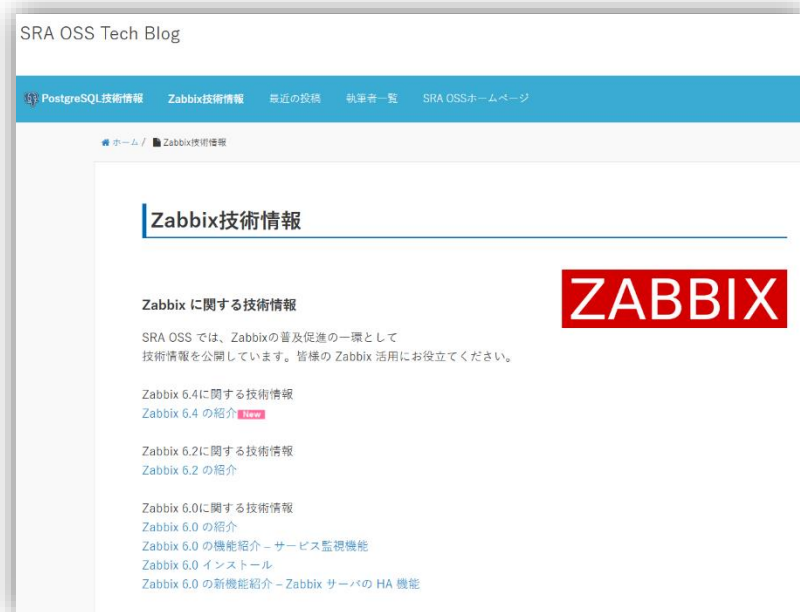 SRA OSS Tech Blog
PostgreSQL技術情報 Zabbix技術情報 最近の投稿 執筆者一覧 SRA OSSホームページ
ホーム / Zabbix技術情報
Zabbix技術情報
ZABBIX
Zabbix に関する技術情報
SRA OSS では、Zabbixの普及促進の一環として
技術情報を公開しています。皆様の Zabbix 活用にお役立てください。
Zabbix 6.4に関する技術情報
Zabbix 6.4 の紹介 New
Zabbix 6.2に関する技術情報
Zabbix 6.2 の紹介
Zabbix 6.0に関する技術情報
Zabbix 6.0 の紹介
Zabbix 6.0 の機能紹介 – サービス監視機能
Zabbix 6.0 インストール
Zabbix 6.0 の新機能紹介 – Zabbix サーバの HA 機能